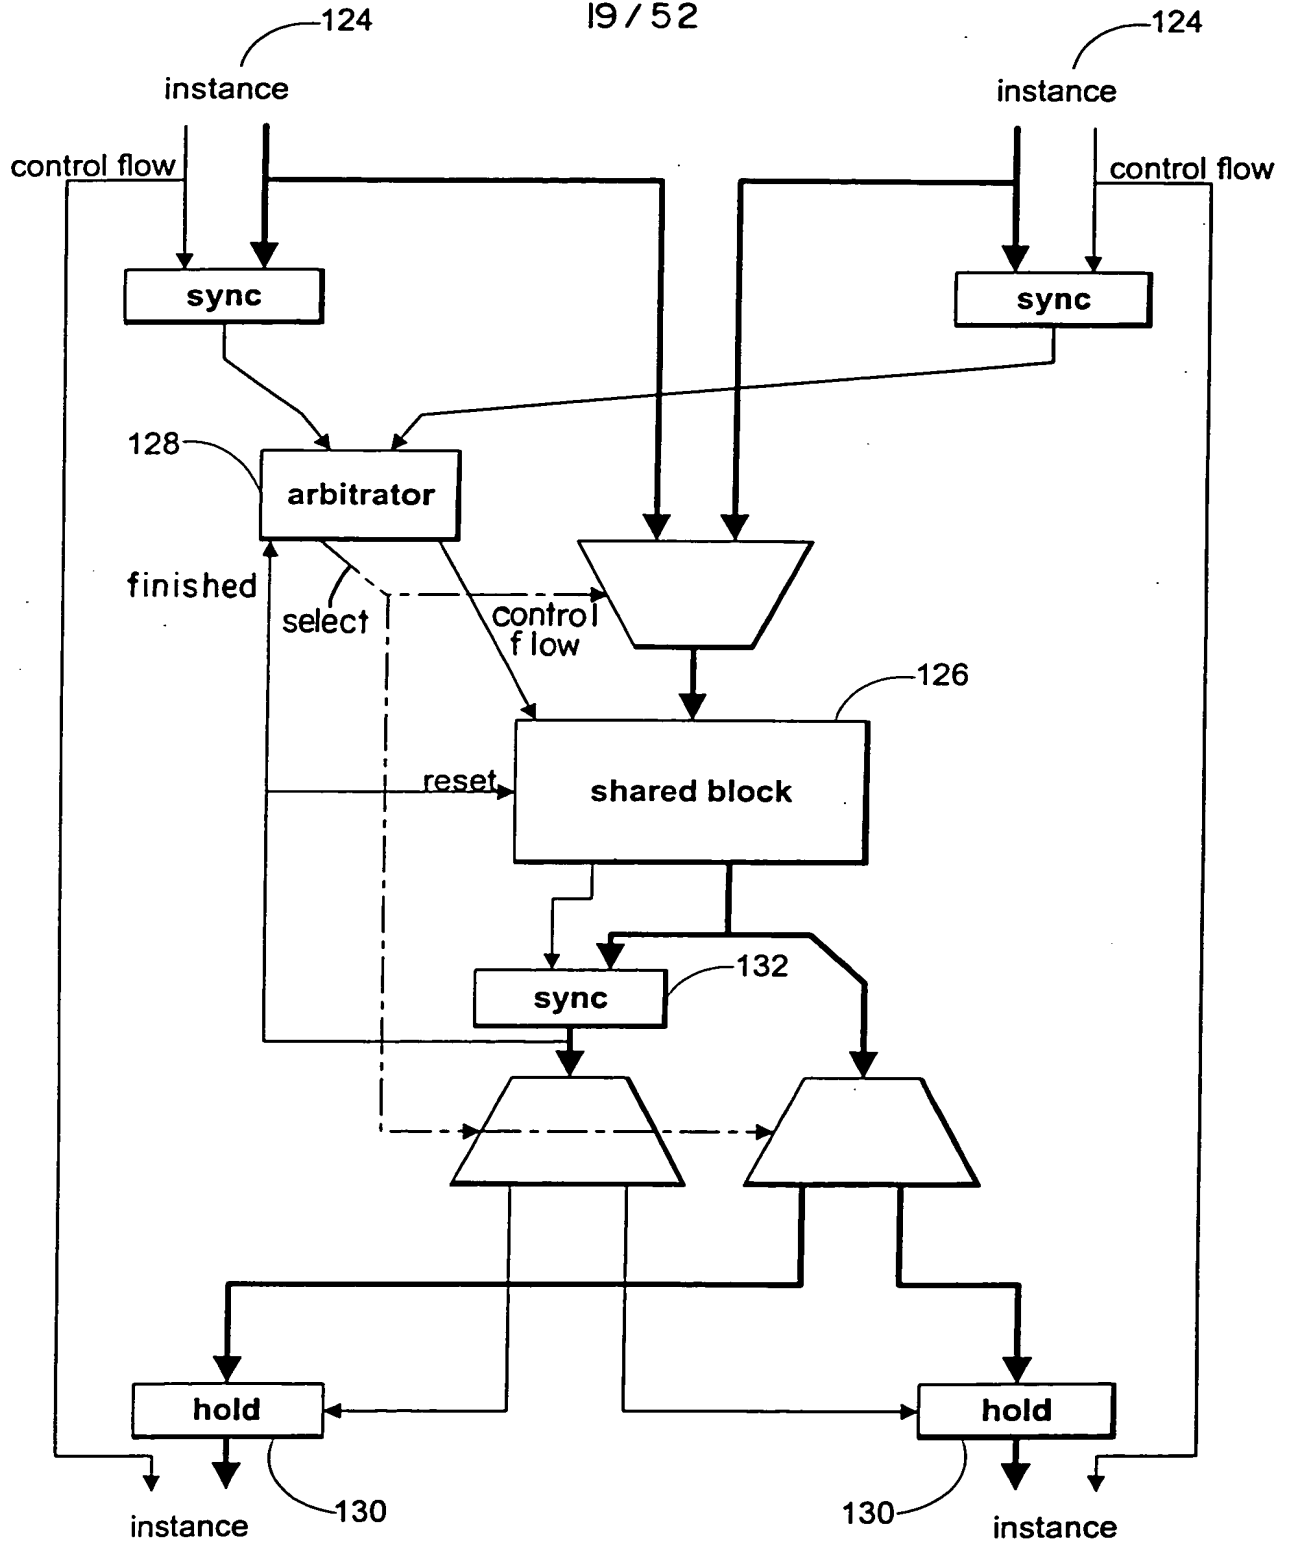 19/52
124
124
instance
instance
control flow
control flow
sync
sync
128
arbitrator
finished
select
control
flow
126
reset
shared block
132
sync
hold
hold
130
130
instance
instance